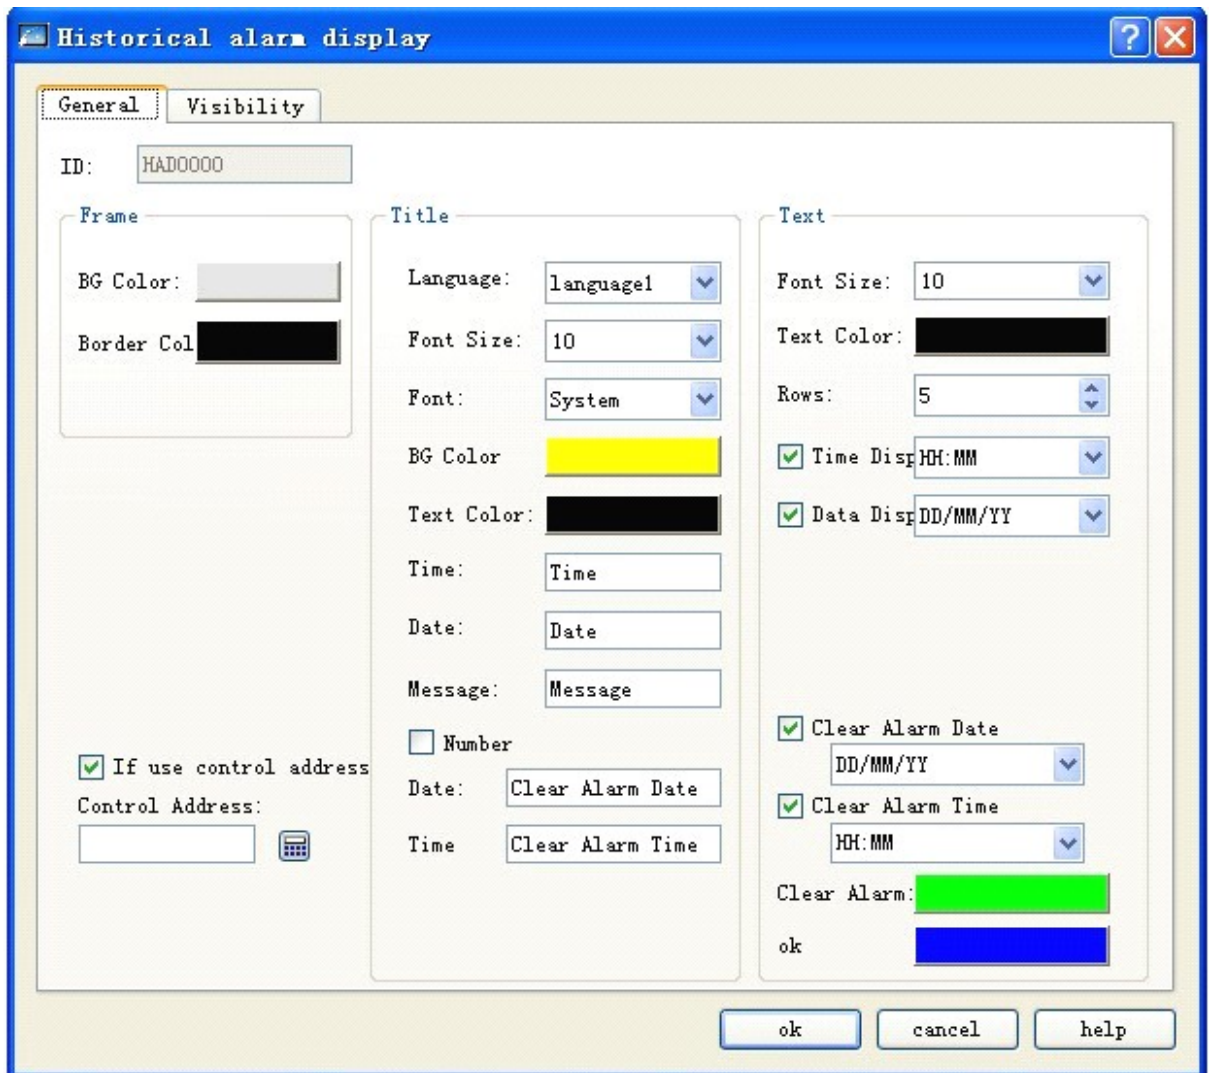 Historical alarm display
General
Visibility
ID: HAD0000
Frame
BG Color:
Border Col
If use control address
Control Address:
Title
Language: language1
Font Size: 10
Font: System
BG Color
Text Color:
Time: Time
Date: Date
Message: Message
Number
Date: Clear Alarm Date
Time Clear Alarm Time
Text
Font Size: 10
Text Color:
Rows: 5
Time Disp HH:MM
Data Disp DD/MM/YY
Clear Alarm Date
DD/MM/YY
Clear Alarm Time
HH:MM
Clear Alarm:
ok
ok
cancel
help